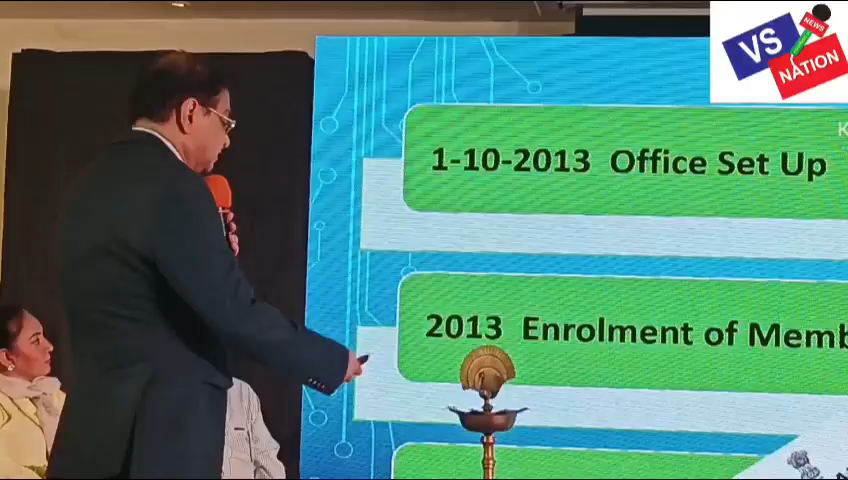 VS
NEWS
NATION
1-10-2013 Office Set Up
2013 Enrolment of Memb